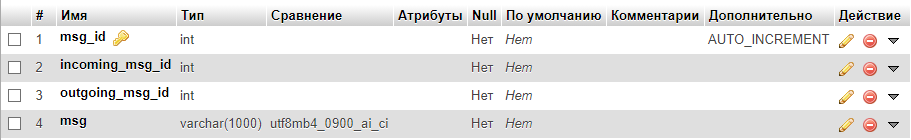 # Имя Тип Сравнение Атрибуты Null По умолчанию Комментарии Дополнительно Действие
1 msg_id int Нет Нет AUTO_INCREMENT
2 incoming_msg_id int Нет Нет
3 outgoing_msg_id int Нет Нет
4 msg varchar(1000) utf8mb4_0900_ai_ci Нет Нет